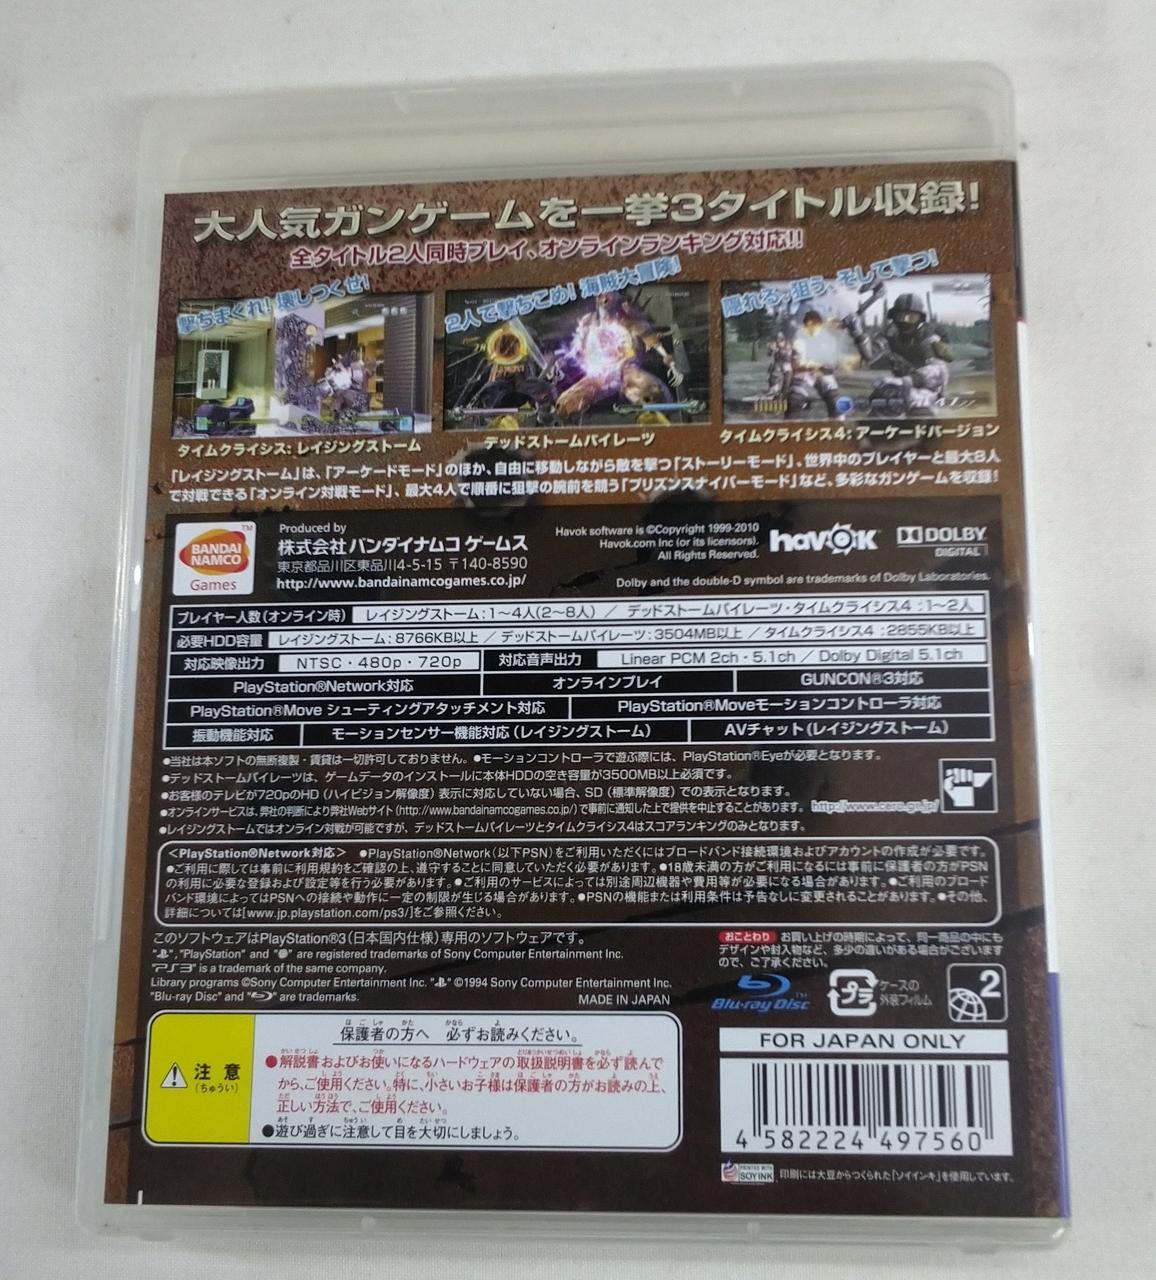 大人気ガンゲームを一挙3タイトル収録!
全タイトル2人同時プレイ、オンラインランキング対応!!
撃ちまくれ! 壊しつくせ!
2人で撃ちこめ! 海賊大冒険!
隠れる、狙う、そして撃つ!
タイムクライシス: レイジングストーム
デッドストームパイレーツ
タイムクライシス4: アーケードバージョン
「レイジングストーム」は、「アーケードモード」のほか、自由に移動しながら敵を撃つ「ストーリーモード」、世界中のプレイヤーと最大8人
で対戦できる「オンライン対戦モード」、最大4人で順番に狙撃の腕前を競う「プリズンスナイパーモード」など、多彩なガンゲームを収録!
BANDAI
NAMCO
Games
TM
Produced by
株式会社バンダイナムコ ゲームス
東京都品川区東品川4-5-15 〒140-8590
http://www.bandainamcogames.co.jp/
Havok software is ©Copyright 1999-2010
Havok.com Inc (or its licensors).
All Rights Reserved.
havok
DOLBY
DIGITAL
Dolby and the double-D symbol are trademarks of Dolby Laboratories.
プレイヤー人数(オンライン時) レイジングストーム:1~4人(2~8人) / デッドストームパイレーツ・タイムクライシス4 :1~2人
必要HDD容量 レイジングストーム:8766KB以上 / デッドストームパイレーツ:3504MB以上 / タイムクライシス4 :2855KB以上
対応映像出力 NTSC・480p・720p 対応音声出力 Linear PCM 2ch・5.1ch / Dolby Digital 5.1ch
PlayStation®Network対応 オンラインプレイ GUNCON®3対応
PlayStation®Move シューティングアタッチメント対応 PlayStation®Moveモーションコントローラ対応
振動機能対応 モーションセンサー機能対応(レイジングストーム) AVチャット(レイジングストーム)
●当社は本ソフトの無断複製・賃貸は一切許可しておりません。●モーションコントローラで遊ぶ際には、PlayStation®Eyeが必要となります。
●デッドストームパイレーツは、ゲームデータのインストールに本体HDDの空き容量が3500MB以上必須です。
●お客様のテレビが720pのHD(ハイビジョン解像度)表示に対応していない場合、SD(標準解像度)での表示となります。
●オンラインサービスは、弊社の判断により弊社Webサイト(http://www.bandainamcogames.co.jp/)で事前に通知した上で提供を中止することがあります。
●レイジングストームではオンライン対戦が可能ですが、デッドストームパイレーツとタイムクライシス4はスコアランキングのみとなります。
http://www.cero.gr.jp/
<PlayStation®Network対応> ●PlayStation®Network(以下PSN)をご利用いただくにはブロードバンド接続環境およびアカウントの作成が必要です。
●ご利用に際しては事前に利用規約をご確認の上、遵守することに同意していただく必要があります。●18歳未満の方がご利用になるには事前に保護者の方がPSN
の利用に必要な登録および設定等を行う必要があります。●ご利用のサービスによっては別途周辺機器や費用等が必要になる場合があります。●ご利用のブロード
バンド環境によってはPSNへの接続や動作に一定の制限が生じる場合があります。●PSNの機能または利用条件は予告なしに変更されることがあります。●その他、
詳細については[www.jp.playstation.com/ps3/]をご参照ください。
このソフトウェアはPlayStation®3(日本国内仕様)専用のソフトウェアです。
", "PlayStation" and " " are registered trademarks of Sony Computer Entertainment Inc.
"PS3" is a trademark of the same company.
Library programs ©Sony Computer Entertainment Inc. " " ©1994 Sony Computer Entertainment Inc.
"Blu-ray Disc" and " " are trademarks.
MADE IN JAPAN
おことわり お買い上げの時期によって、同一商品の中にも
デザインや封入物など、多少の違いがある場合がございます
ので、ご了承ください。
Blu-ray Disc
プラ
ケースの
外装フィルム
2
注意
(ちゅうい)
保護者の方へ 必ずお読みください。
●解説書およびお使いになるハードウェアの取扱説明書を必ず読んで
から、ご使用ください。特に、小さいお子様は保護者の方がお読みの上、
正しい方法で、ご使用ください。
●遊び過ぎに注意して目を大切にしましょう。
FOR JAPAN ONLY
4 582224 497560
PRINTED WITH
SOY INK
印刷には大豆からつくられた「ソイインキ」を使用しています。